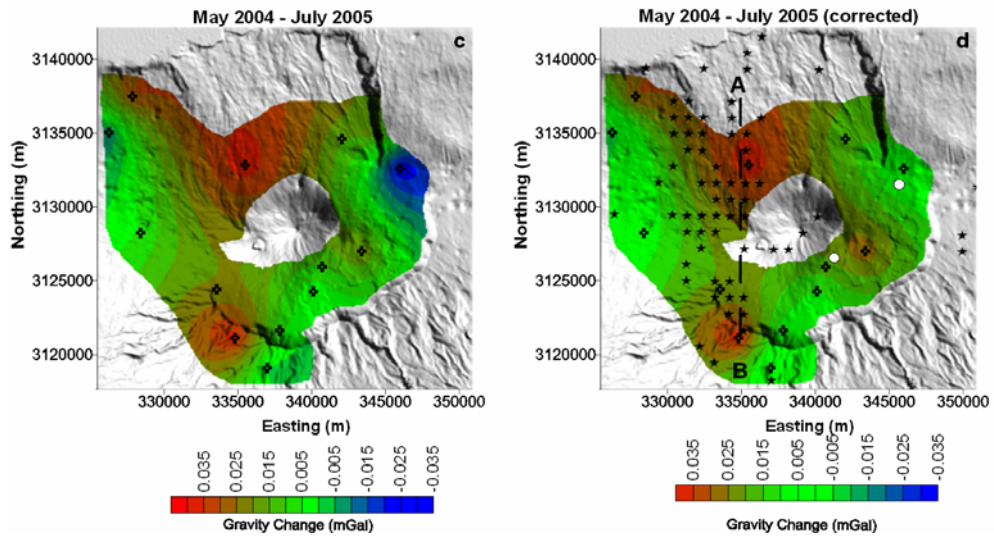 May 2004 - July 2005
c
3140000
3135000
3130000
3125000
3120000
Northing (m)
330000 335000 340000 345000 350000
Easting (m)
0.035 0.025 0.015 0.005 -0.005 -0.015 -0.025 -0.035
Gravity Change (mGal)
May 2004 - July 2005 (corrected)
d
A
B
3140000
3135000
3130000
3125000
3120000
Northing (m)
330000 335000 340000 345000 350000
Easting (m)
0.035 0.025 0.015 0.005 -0.005 -0.015 -0.025 -0.035
Gravity Change (mGal)